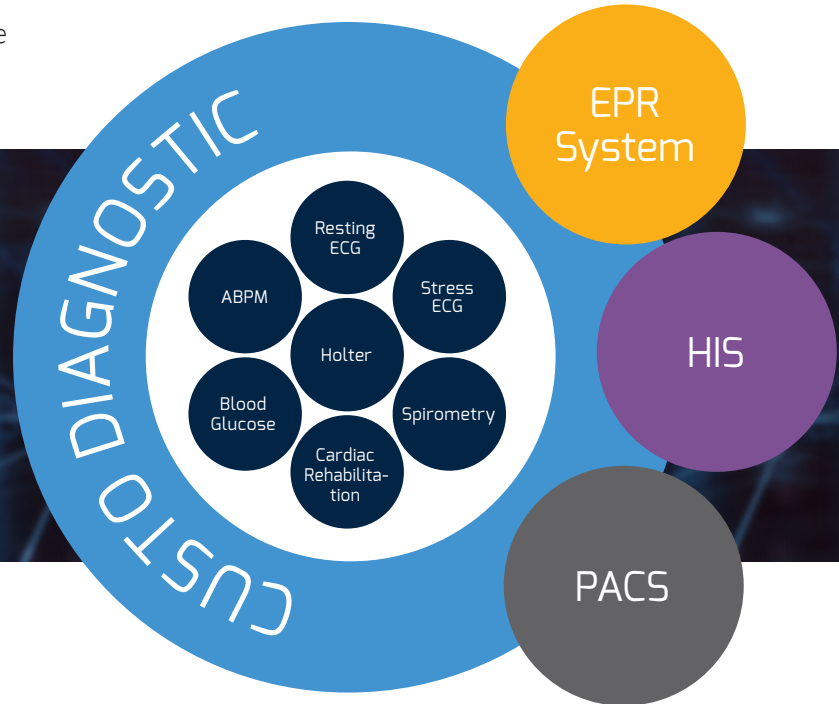 e
CUSTO DIAGNOSTIC
EPR
System
HIS
PACS
Resting
ECG
ABPM
Stress
ECG
Holter
Blood
Glucose
Spirometry
Cardiac
Rehabilita-
tion